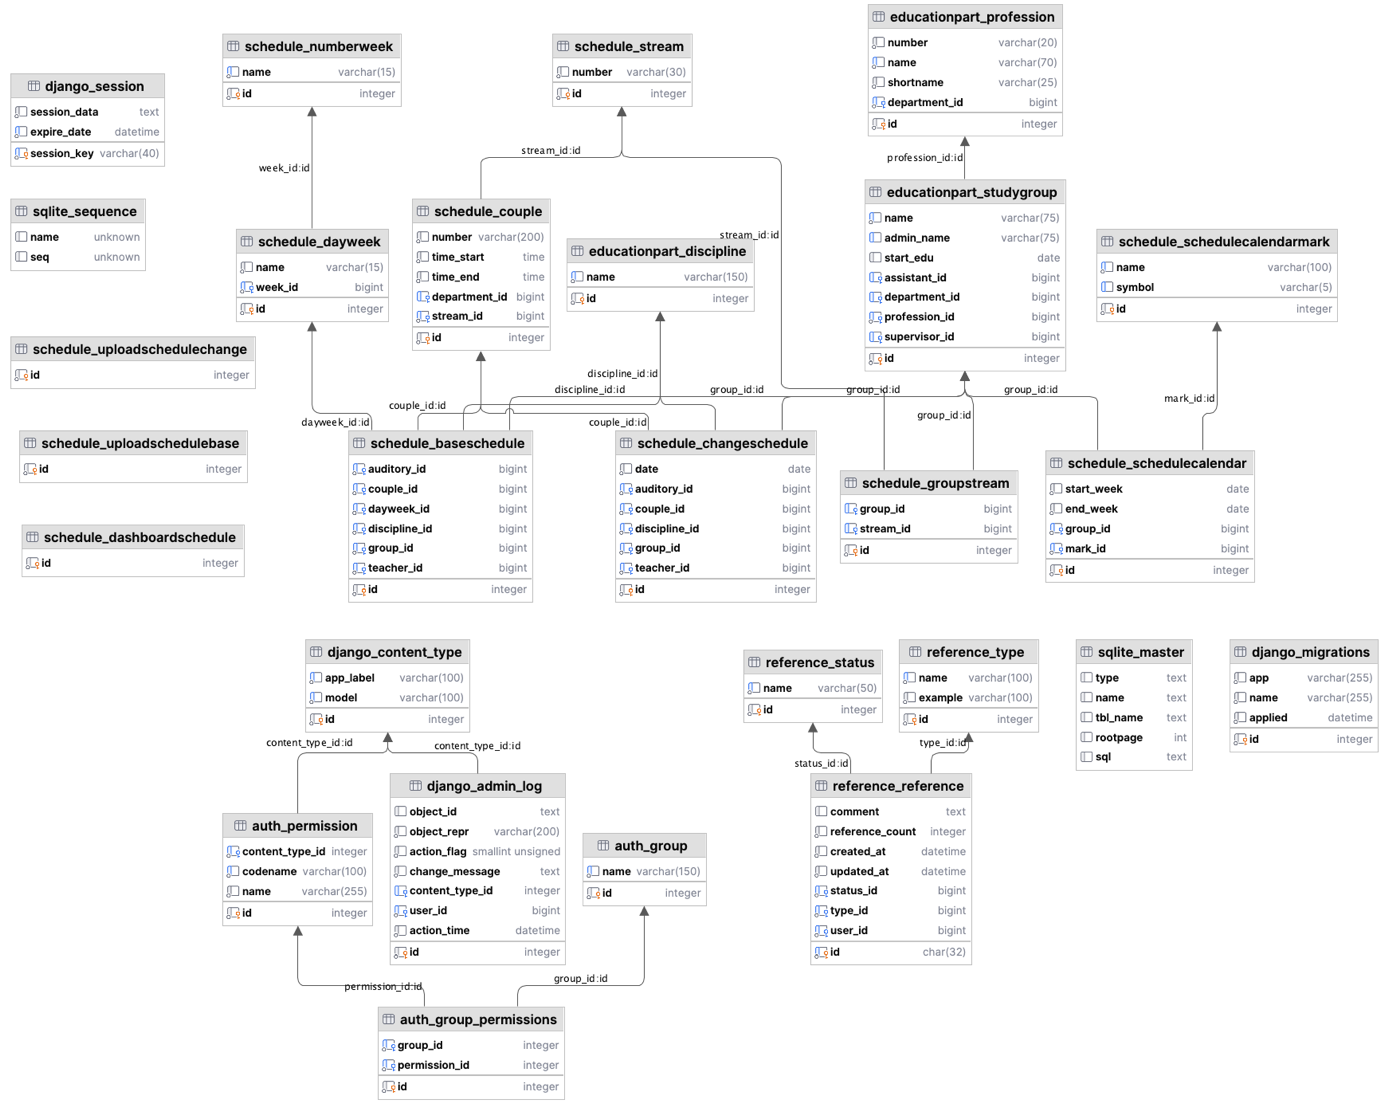 educationpart_profession
number varchar(20)
name varchar(70)
shortname varchar(25)
department_id bigint
id integer
schedule_numberweek
name varchar(15)
id integer
schedule_stream
number varchar(30)
id integer
django_session
session_data text
expire_date datetime
session_key varchar(40)
stream_id:id
profession_id:id
week_id:id
sqlite_sequence
name unknown
seq unknown
schedule_couple
number varchar(200)
time_start time
time_end time
department_id bigint
stream_id bigint
id integer
educationpart_studygroup
name varchar(75)
admin_name varchar(75)
start_edu date
assistant_id bigint
department_id bigint
profession_id bigint
supervisor_id bigint
id integer
schedule_dayweek
name varchar(15)
week_id bigint
id integer
stream_id:id
educationpart_discipline
name varchar(150)
id integer
schedule_schedulecalendarmark
name varchar(100)
symbol varchar(5)
id integer
schedule_uploadschedulechange
id integer
discipline_id:id
discipline_id:id
group_id:id
group_id:id
group_id:id
mark_id:id
couple_id:id
group_id:id
dayweek_id:id
couple_id:id
schedule_uploadschedulebase
id integer
schedule_baseschedule
auditory_id bigint
couple_id bigint
dayweek_id bigint
discipline_id bigint
group_id bigint
teacher_id bigint
id integer
schedule_changeschedule
date date
auditory_id bigint
couple_id bigint
discipline_id bigint
group_id bigint
teacher_id bigint
id integer
schedule_groupstream
group_id bigint
stream_id bigint
id integer
schedule_schedulecalendar
start_week date
end_week date
group_id bigint
mark_id bigint
id integer
schedule_dashboardschedule
id integer
django_content_type
app_label varchar(100)
model varchar(100)
id integer
reference_status
name varchar(50)
id integer
reference_type
name varchar(100)
example varchar(100)
id integer
sqlite_master
type text
name text
tbl_name text
rootpage int
sql text
django_migrations
app varchar(255)
name varchar(255)
applied datetime
id integer
content_type_id:id
content_type_id:id
type_id:id
status_id:id
django_admin_log
object_id text
object_repr varchar(200)
action_flag smallint unsigned
change_message text
content_type_id integer
user_id bigint
action_time datetime
id integer
reference_reference
comment text
reference_count integer
created_at datetime
updated_at datetime
status_id bigint
type_id bigint
user_id bigint
id char(32)
auth_permission
content_type_id integer
codename varchar(100)
name varchar(255)
id integer
auth_group
name varchar(150)
id integer
permission_id:id
group_id:id
auth_group_permissions
group_id integer
permission_id integer
id integer